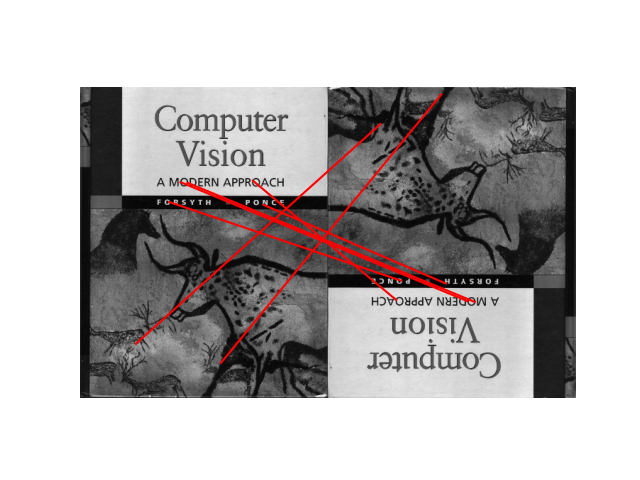 Computer
Vision
A MODERN APPROACH
FORSYTH PONCE
FORSYTH PONCE
A MODERN APPROACH
Computer
Vision